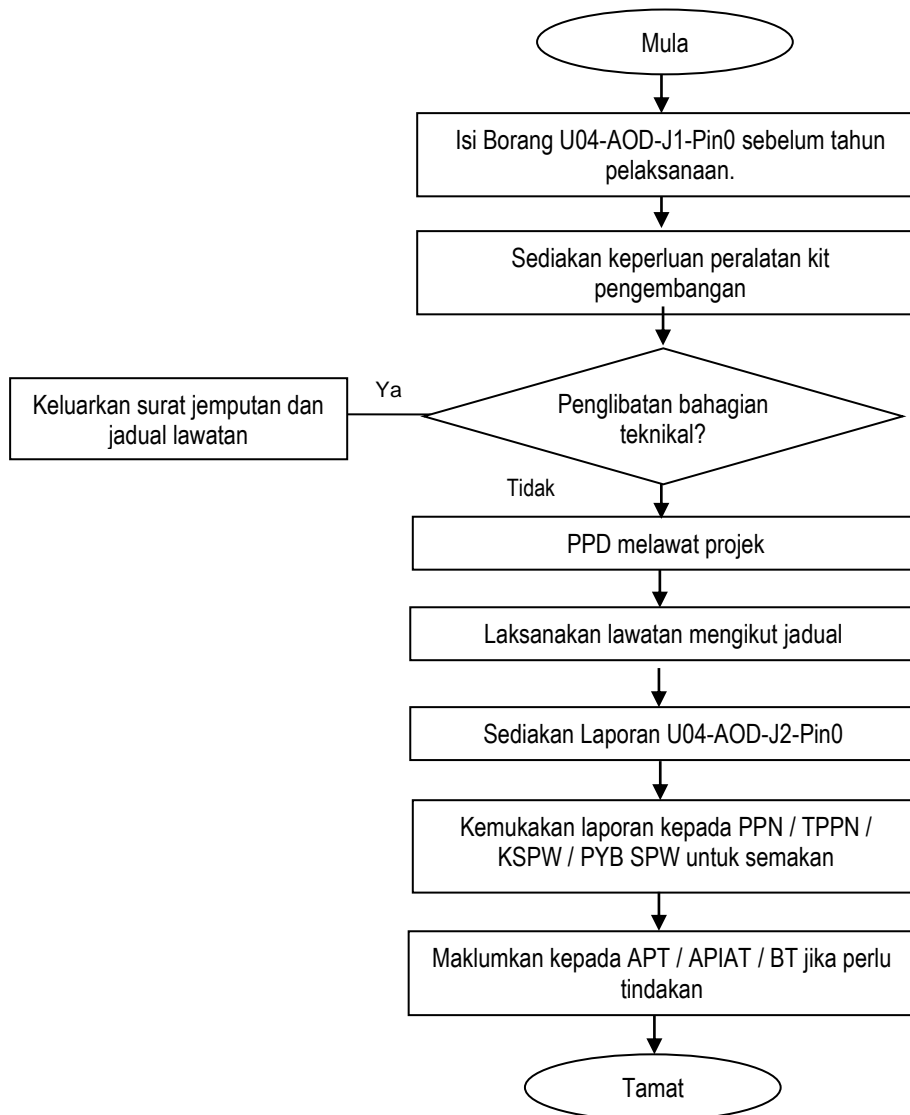 Mula
Isi Borang U04-AOD-J1-Pin0 sebelum tahun
pelaksanaan.
Sediakan keperluan peralatan kit
pengembangan
Penglibatan bahagian
teknikal?
Ya
Keluarkan surat jemputan dan
jadual lawatan
Tidak
PPD melawat projek
Laksanakan lawatan mengikut jadual
Sediakan Laporan U04-AOD-J2-Pin0
Kemukakan laporan kepada PPN / TPPN /
KSPW / PYB SPW untuk semakan
Maklumkan kepada APT / APIAT / BT jika perlu
tindakan
Tamat